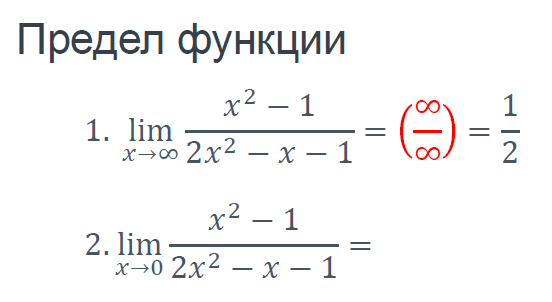 Предел функции
1. lim x→∞ (x² − 1)/(2x² − x − 1) = (∞/∞) = 1/2
2. lim x→0 (x² − 1)/(2x² − x − 1) =